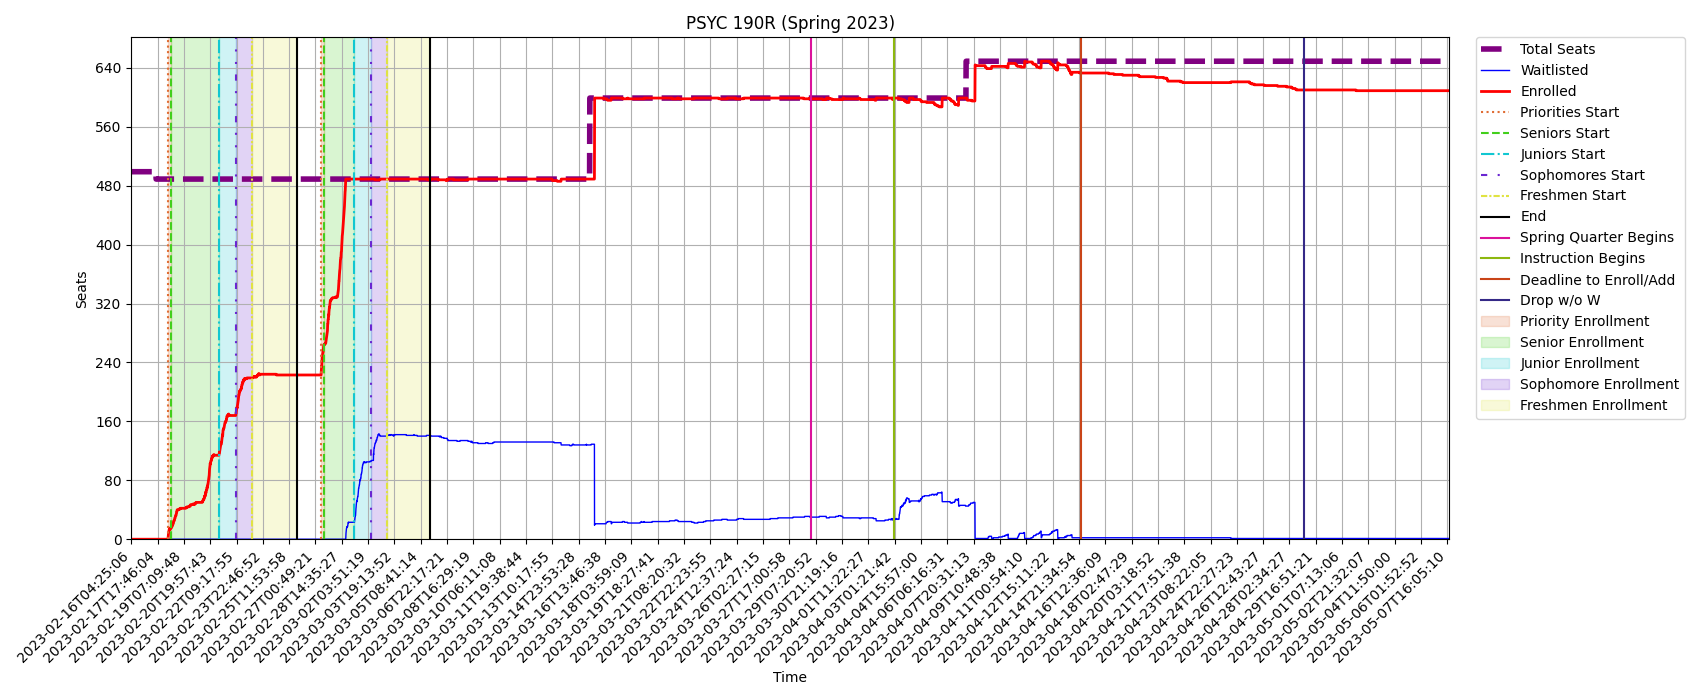 PSYC 190R (Spring 2023)
Seats
640
560
480
400
320
240
160
80
0
2023-02-16T04:25:06
2023-02-17T17:46:04
2023-02-19T07:09:48
2023-02-20T19:57:43
2023-02-22T09:17:55
2023-02-23T22:46:52
2023-02-25T11:53:58
2023-02-27T00:49:21
2023-02-28T14:35:27
2023-03-02T03:51:19
2023-03-03T19:13:52
2023-03-05T08:41:14
2023-03-06T22:17:21
2023-03-08T16:29:19
2023-03-10T06:11:08
2023-03-11T19:38:44
2023-03-13T10:17:55
2023-03-14T23:53:28
2023-03-16T13:46:38
2023-03-18T03:59:09
2023-03-19T18:27:41
2023-03-21T08:20:32
2023-03-22T22:23:55
2023-03-24T12:37:24
2023-03-26T02:27:15
2023-03-27T17:00:58
2023-03-29T07:20:52
2023-03-30T21:19:16
2023-04-01T11:22:27
2023-04-03T01:21:42
2023-04-04T15:57:00
2023-04-06T06:16:31
2023-04-07T20:31:13
2023-04-09T10:48:38
2023-04-11T00:54:10
2023-04-12T15:11:22
2023-04-14T21:34:54
2023-04-16T12:36:09
2023-04-18T02:47:29
2023-04-20T03:18:52
2023-04-21T17:51:38
2023-04-23T08:22:05
2023-04-24T22:27:23
2023-04-26T12:43:27
2023-04-28T02:34:27
2023-04-29T16:51:21
2023-05-01T07:13:06
2023-05-02T21:32:07
2023-05-04T11:50:00
2023-05-06T01:52:52
2023-05-07T16:05:10
Time
Total Seats
Waitlisted
Enrolled
Priorities Start
Seniors Start
Juniors Start
Sophomores Start
Freshmen Start
End
Spring Quarter Begins
Instruction Begins
Deadline to Enroll/Add
Drop w/o W
Priority Enrollment
Senior Enrollment
Junior Enrollment
Sophomore Enrollment
Freshmen Enrollment